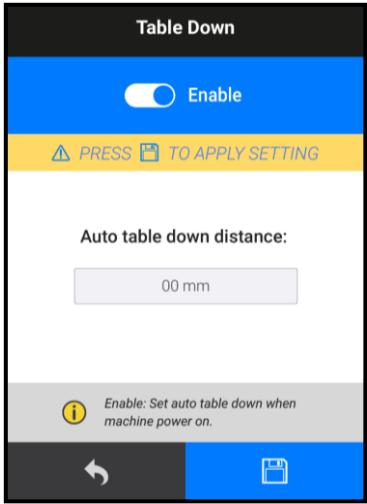 Table Down
Enable
PRESS TO APPLY SETTING
Auto table down distance:
00 mm
Enable: Set auto table down when
machine power on.